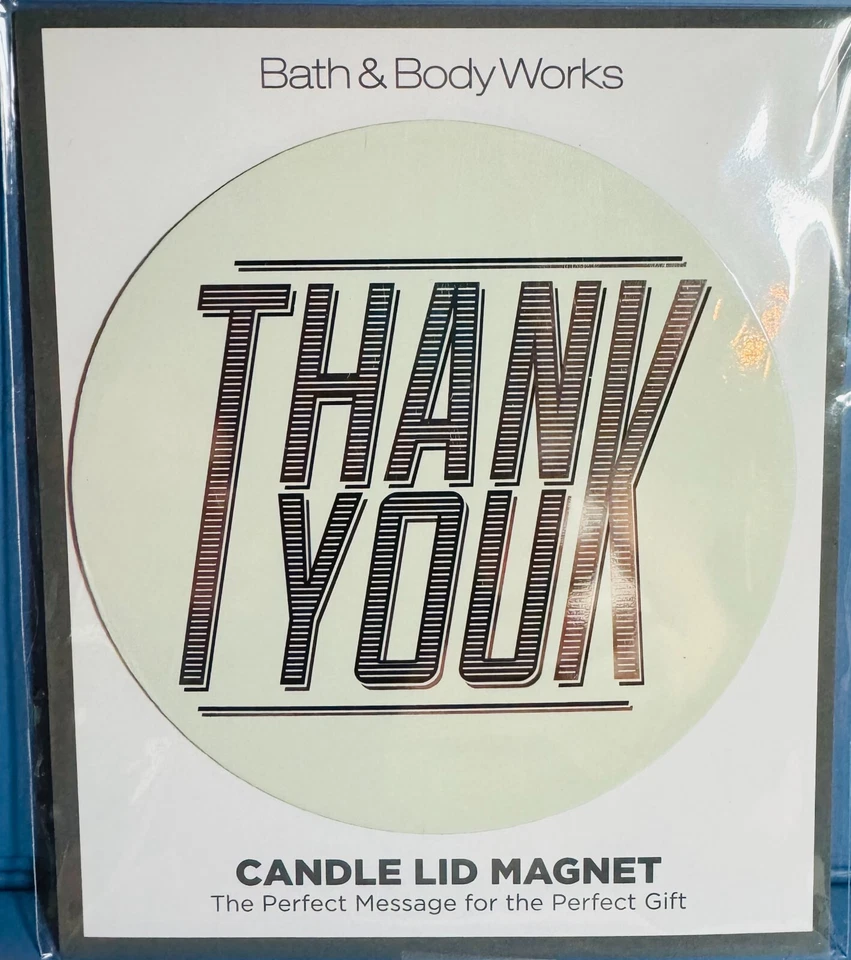 Bath & Body Works
THANK
YOU
CANDLE LID MAGNET
The Perfect Message for the Perfect Gift